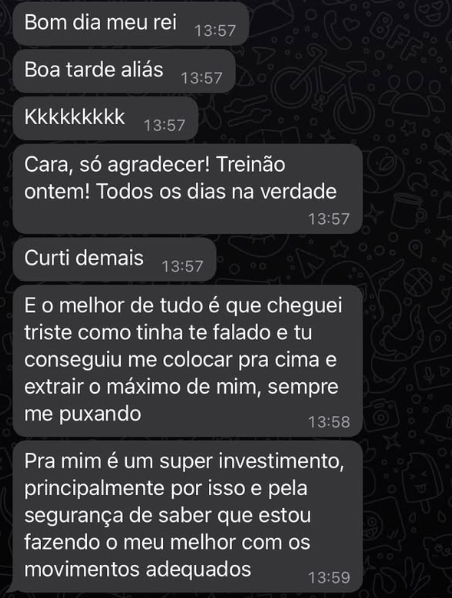 Bom dia meu rei 13:57
Boa tarde aliás 13:57
Kkkkkkkkk 13:57
Cara, só agradecer! Treinão
ontem! Todos os dias na verdade
13:57
Curti demais 13:57
E o melhor de tudo é que cheguei
triste como tinha te falado e tu
conseguiu me colocar pra cima e
extrair o máximo de mim, sempre
me puxando 13:58
Pra mim é um super investimento,
principalmente por isso e pela
segurança de saber que estou
fazendo o meu melhor com os
movimentos adequados 13:59